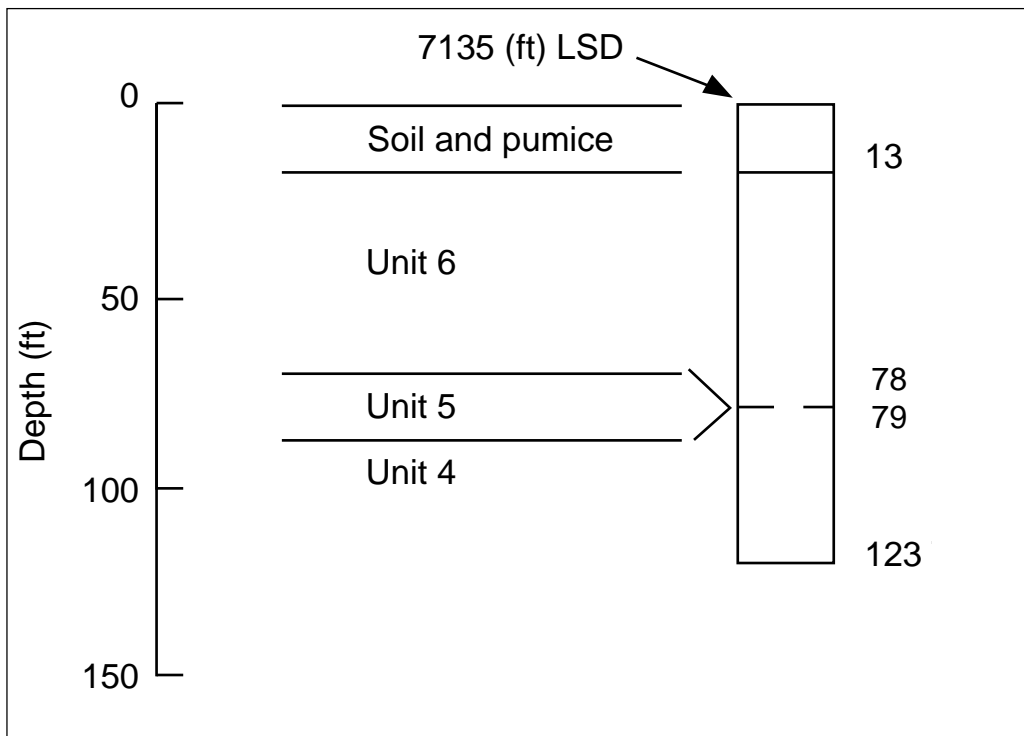 7135 (ft) LSD
0
Soil and pumice
13
Unit 6
50
Depth (ft)
78
Unit 5
79
Unit 4
100
123
150